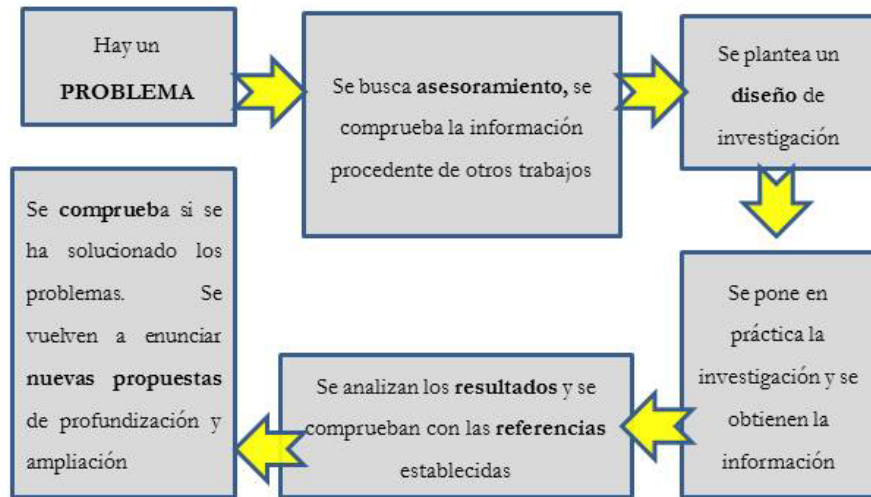 Hay un
PROBLEMA
Se busca asesoramiento, se
comprueba la información
procedente de otros trabajos
Se plantea un
diseño de
investigación
Se pone en
práctica la
investigación y se
obtienen la
información
Se analizan los resultados y se
comprueban con las referencias
establecidas
Se comprueba si se
ha solucionado los
problemas. Se
vuelven a enunciar
nuevas propuestas
de profundización y
ampliación